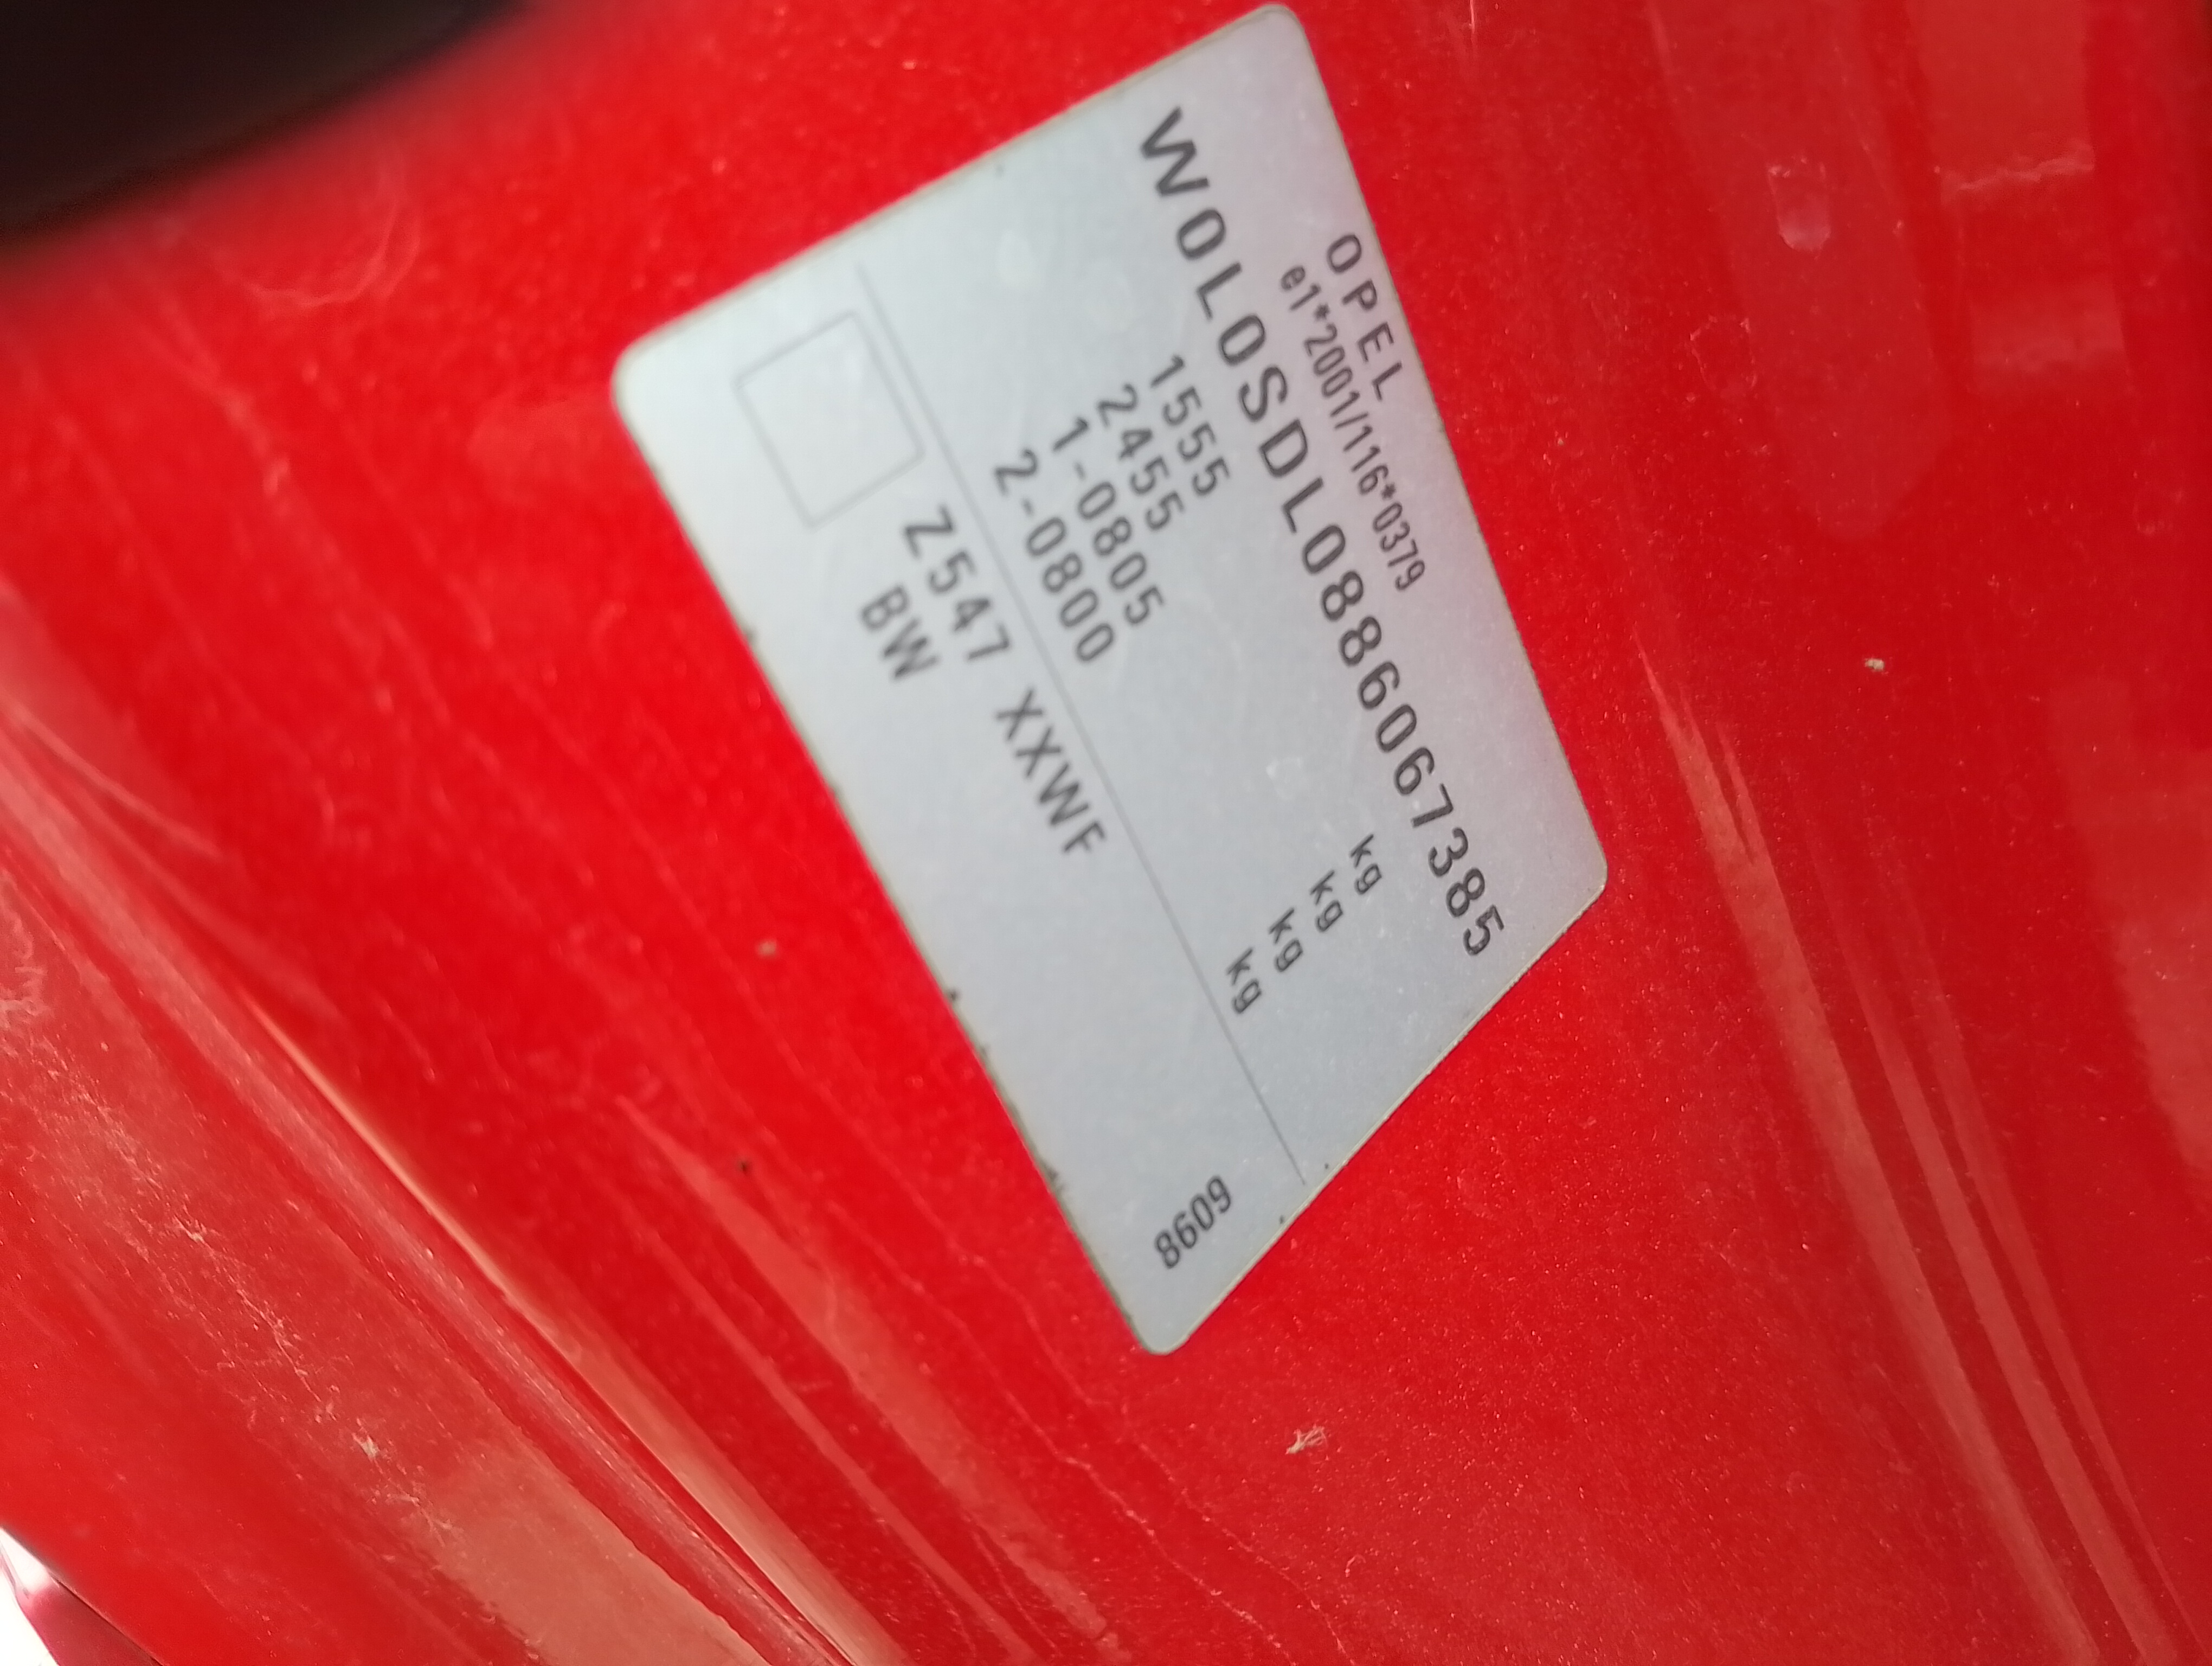 OPEL
e1*2001/116*0379
W0L0SDL0886067385
1555 kg
2455 kg
1-0805 kg
2-0800 kg
Z547 XXWF
BW
8609